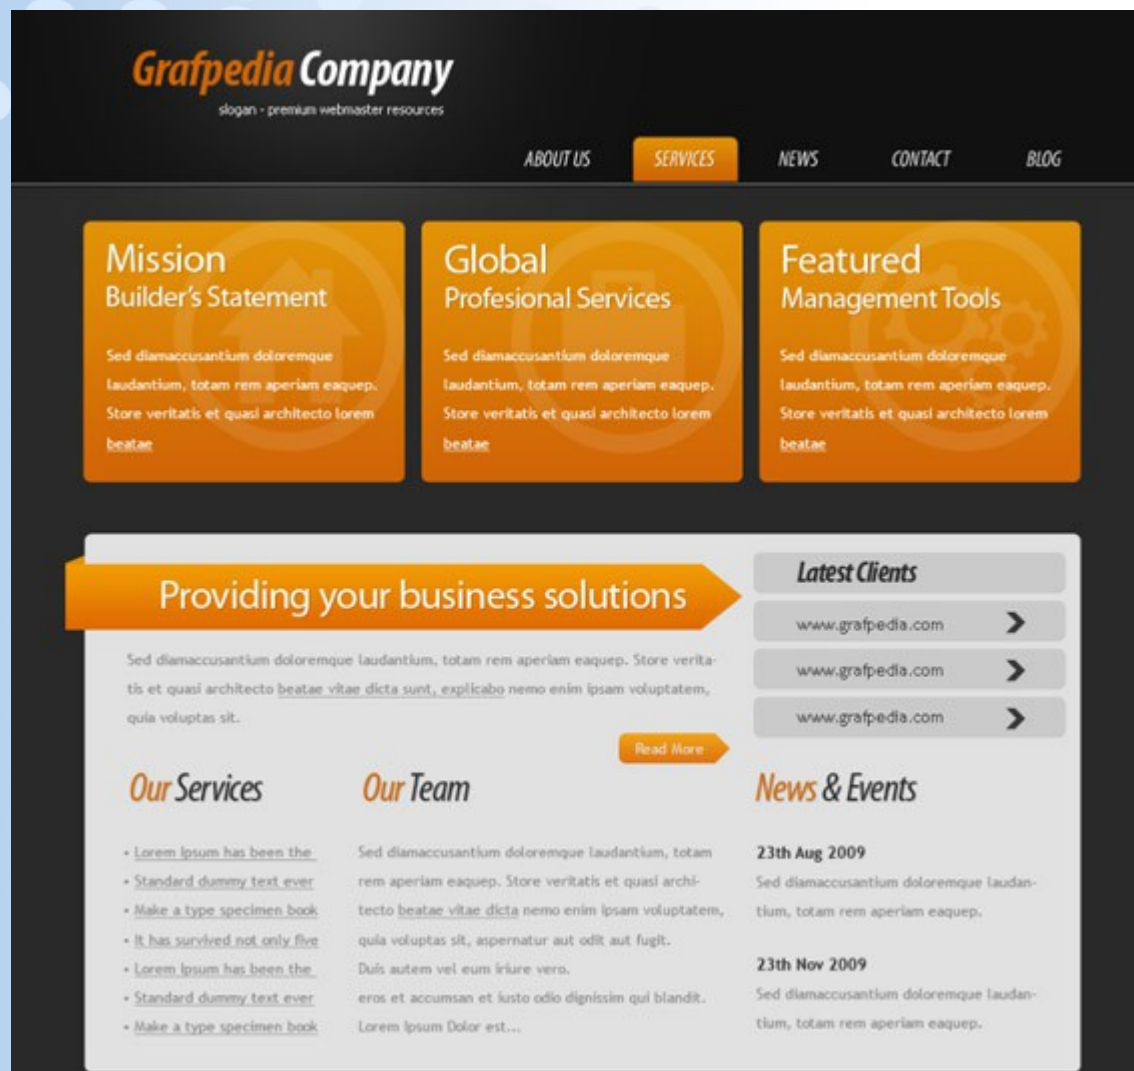 Grafpedia Company
slogan - premium webmaster resources
ABOUT US
SERVICES
NEWS
CONTACT
BLOG
Mission
Builder's Statement
Sed diamaccusantium doloremque
laudantium, totam rem aperiam eaquep.
Store veritatis et quasi architecto lorem
beatae
Global
Profesional Services
Sed diamaccusantium doloremque
laudantium, totam rem aperiam eaquep.
Store veritatis et quasi architecto lorem
beatae
Featured
Management Tools
Sed diamaccusantium doloremque
laudantium, totam rem aperiam eaquep.
Store veritatis et quasi architecto lorem
beatae
Providing your business solutions
Sed diamaccusantium doloremque laudantium, totam rem aperiam eaquep. Store verita-
tis et quasi architecto beatae vitae dicta sunt, explicabo nemo enim ipsam voluptatem,
quia voluptas sit.
Read More
Latest Clients
www.grafpedia.com
www.grafpedia.com
www.grafpedia.com
Our Services
• Lorem Ipsum has been the
• Standard dummy text ever
• Make a type specimen book
• It has survived not only five
• Lorem Ipsum has been the
• Standard dummy text ever
• Make a type specimen book
Our Team
Sed diamaccusantium doloremque laudantium, totam
rem aperiam eaquep. Store veritatis et quasi archi-
tecto beatae vitae dicta nemo enim ipsam voluptatem,
quia voluptas sit, aspernatur aut odit aut fugit.
Duis autem vel eum iriure vero.
eros et accumsan et iusto odio dignissim qui blandit.
Lorem Ipsum Dolor est...
News & Events
23th Aug 2009
Sed diamaccusantium doloremque laudan-
tium, totam rem aperiam eaquep.
23th Nov 2009
Sed diamaccusantium doloremque laudan-
tium, totam rem aperiam eaquep.